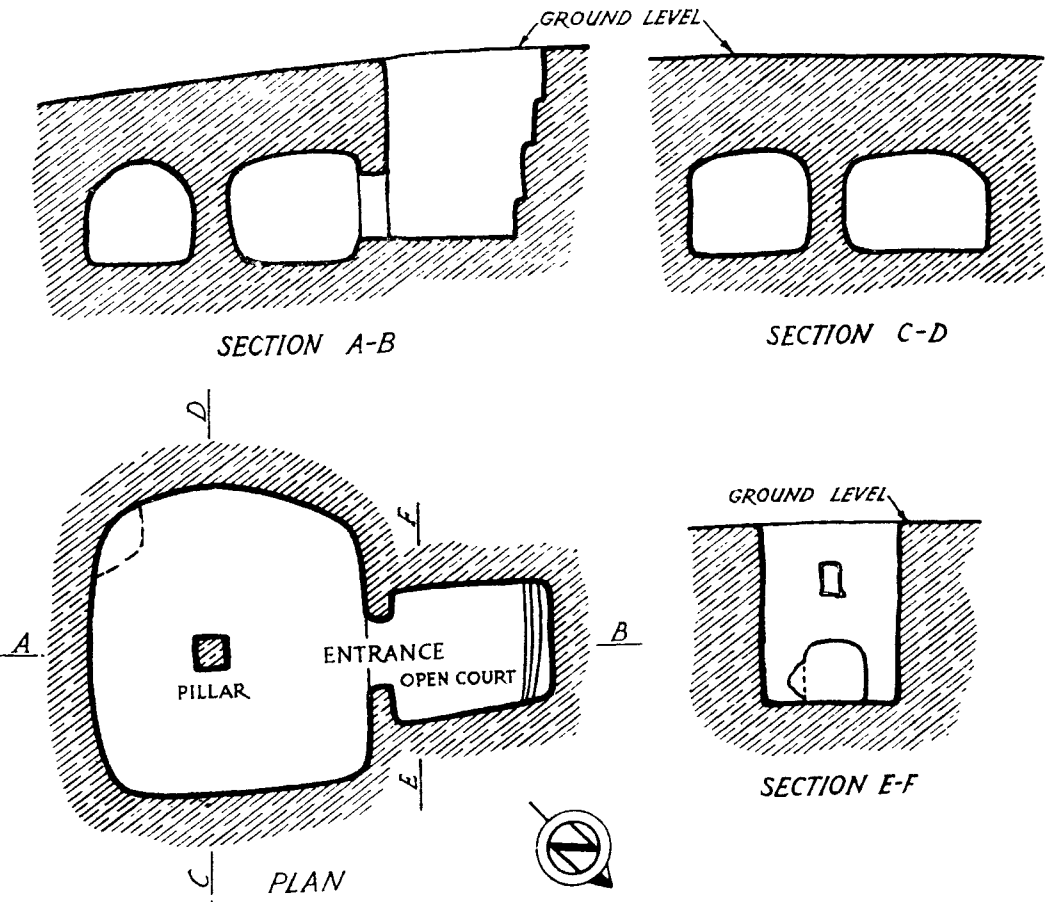 GROUND LEVEL
SECTION A-B
SECTION C-D
D
F
GROUND LEVEL
A
B
ENTRANCE
OPEN COURT
PILLAR
E
SECTION E-F
C
PLAN
N